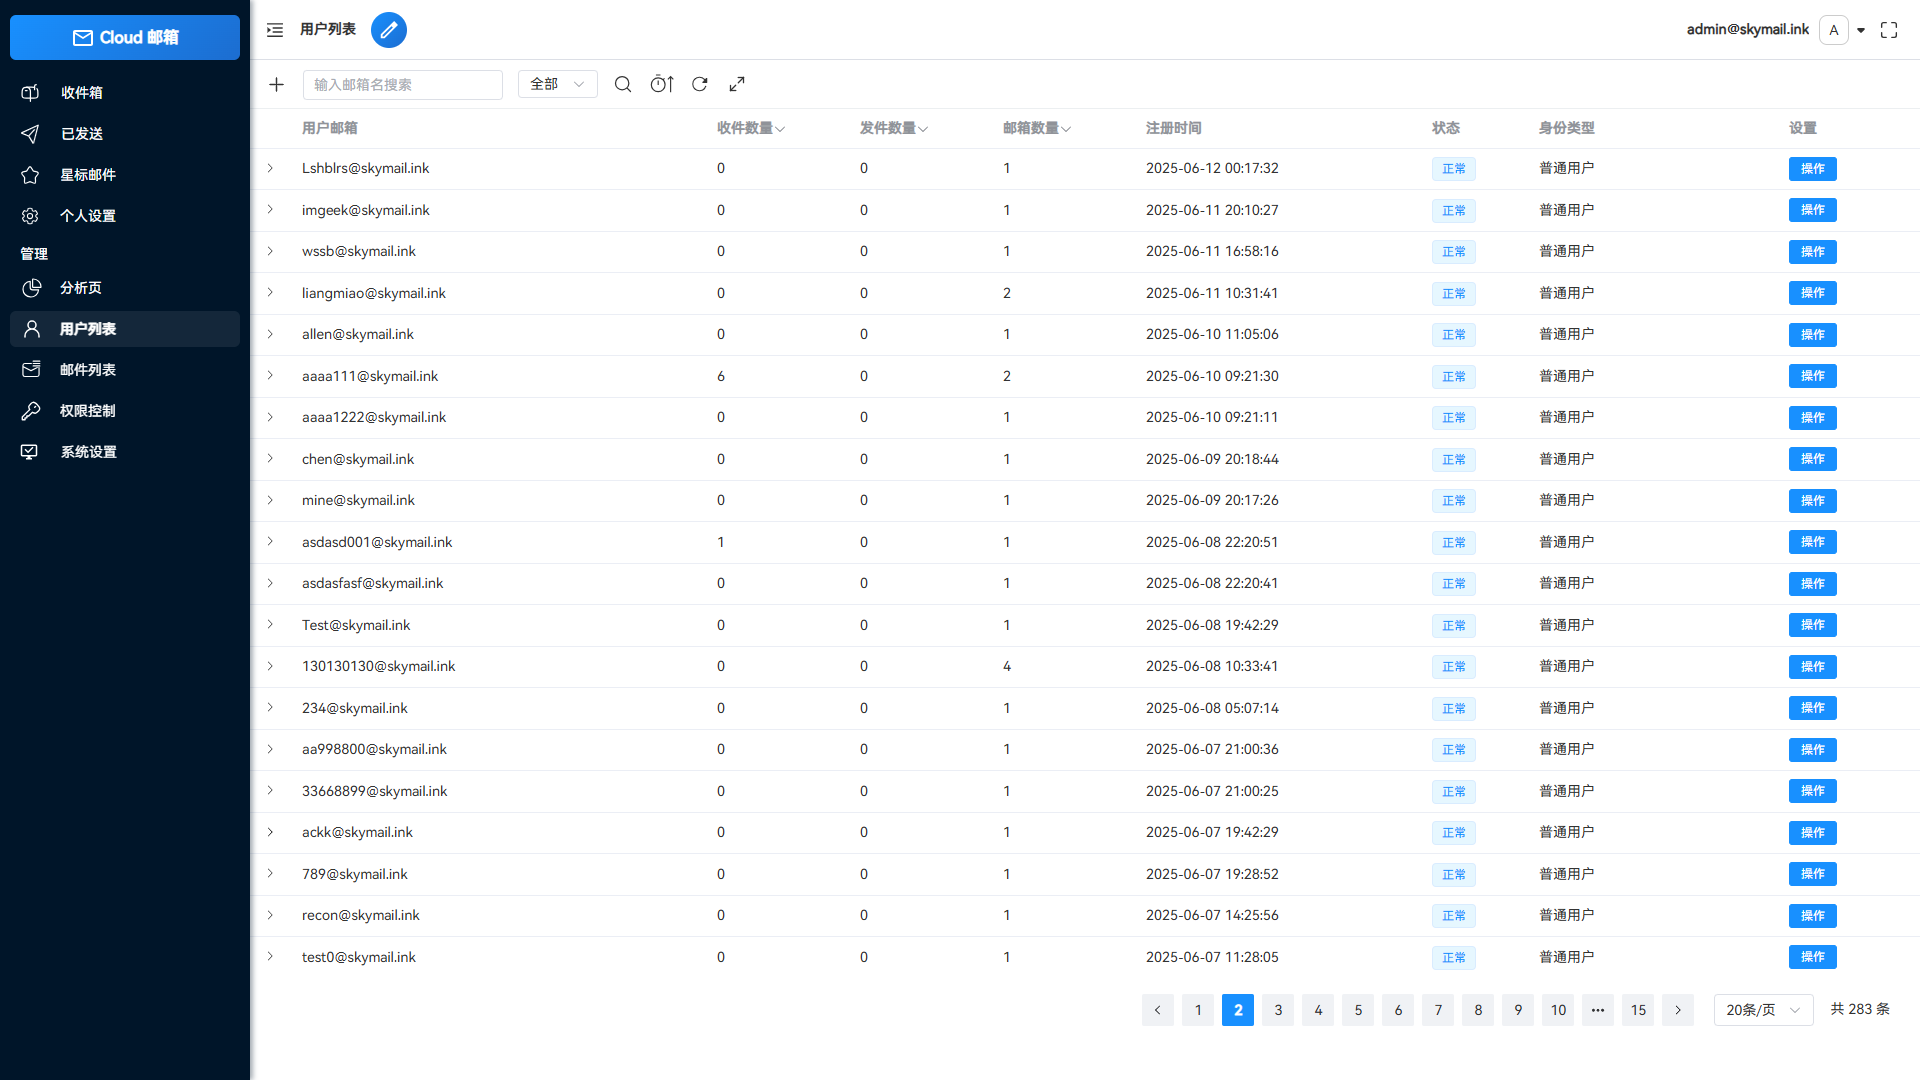 Cloud 邮箱
收件箱
已发送
星标邮件
个人设置
管理
分析页
用户列表
邮件列表
权限控制
系统设置
用户列表
admin@skymail.ink A
输入邮箱名搜索 全部
用户邮箱 收件数量 发件数量 邮箱数量 注册时间 状态 身份类型 设置
Lshblrs@skymail.ink 0 0 1 2025-06-12 00:17:32 正常 普通用户 操作
imgeek@skymail.ink 0 0 1 2025-06-11 20:10:27 正常 普通用户 操作
wssb@skymail.ink 0 0 1 2025-06-11 16:58:16 正常 普通用户 操作
liangmiao@skymail.ink 0 0 2 2025-06-11 10:31:41 正常 普通用户 操作
allen@skymail.ink 0 0 1 2025-06-10 11:05:06 正常 普通用户 操作
aaaa111@skymail.ink 6 0 2 2025-06-10 09:21:30 正常 普通用户 操作
aaaa1222@skymail.ink 0 0 1 2025-06-10 09:21:11 正常 普通用户 操作
chen@skymail.ink 0 0 1 2025-06-09 20:18:44 正常 普通用户 操作
mine@skymail.ink 0 0 1 2025-06-09 20:17:26 正常 普通用户 操作
asdasd001@skymail.ink 1 0 1 2025-06-08 22:20:51 正常 普通用户 操作
asdasfasf@skymail.ink 0 0 1 2025-06-08 22:20:41 正常 普通用户 操作
Test@skymail.ink 0 0 1 2025-06-08 19:42:29 正常 普通用户 操作
130130130@skymail.ink 0 0 4 2025-06-08 10:33:41 正常 普通用户 操作
234@skymail.ink 0 0 1 2025-06-08 05:07:14 正常 普通用户 操作
aa998800@skymail.ink 0 0 1 2025-06-07 21:00:36 正常 普通用户 操作
33668899@skymail.ink 0 0 1 2025-06-07 21:00:25 正常 普通用户 操作
ackk@skymail.ink 0 0 1 2025-06-07 19:42:29 正常 普通用户 操作
789@skymail.ink 0 0 1 2025-06-07 19:28:52 正常 普通用户 操作
recon@skymail.ink 0 0 1 2025-06-07 14:25:56 正常 普通用户 操作
test0@skymail.ink 0 0 1 2025-06-07 11:28:05 正常 普通用户 操作
1 2 3 4 5 6 7 8 9 10 ··· 15 20条/页 共 283 条